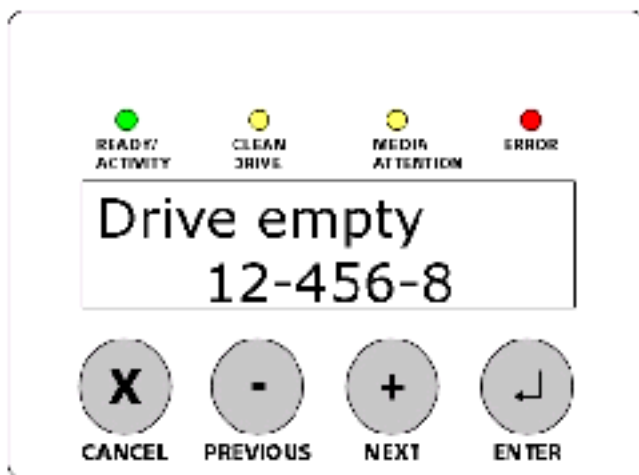 READY/ CLEAN MEDIA ERROR
ACTIVITY DRIVE ATTENTION
Drive empty
12-456-8
X - + ↵
CANCEL PREVIOUS NEXT ENTER